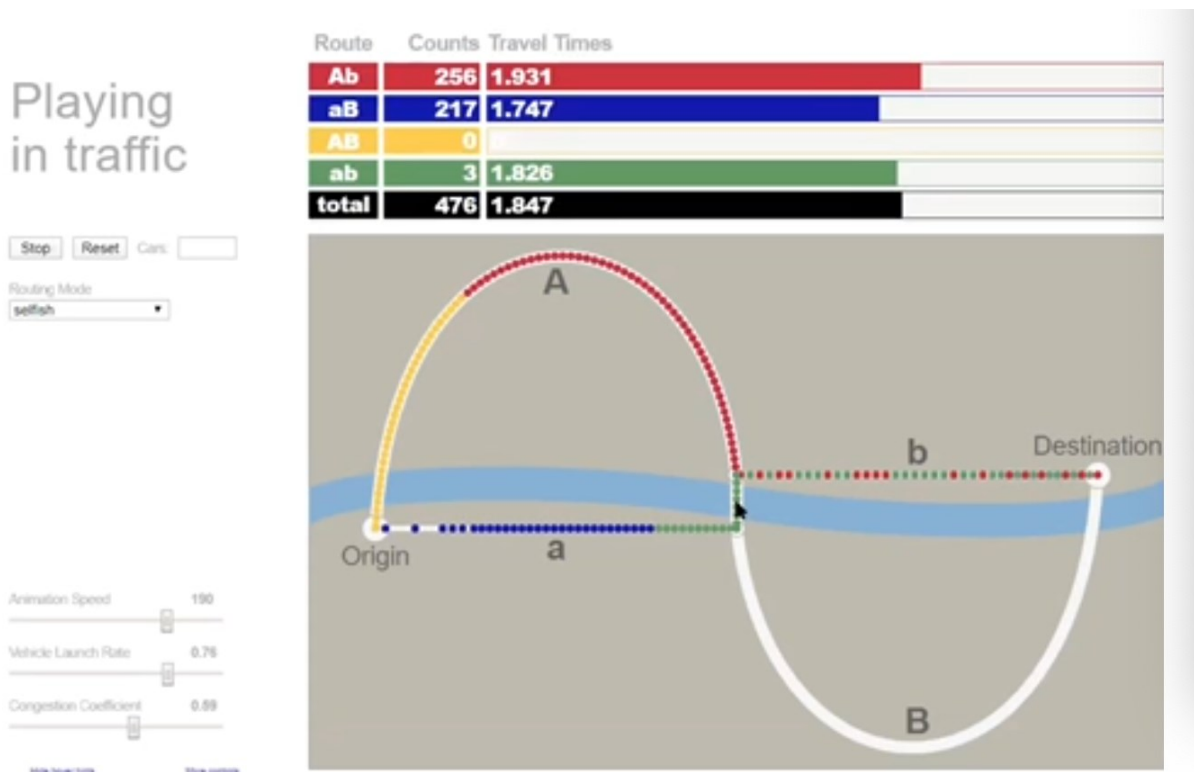 Playing
in traffic
Stop Reset Cars:
Routing Mode
selfish
Animation Speed 190
Vehicle Launch Rate 0.76
Congestion Coefficient 0.59
Route Counts Travel Times
Ab 256 1.931
aB 217 1.747
AB 0
ab 3 1.826
total 476 1.847
A
b
Destination
Origin
a
B